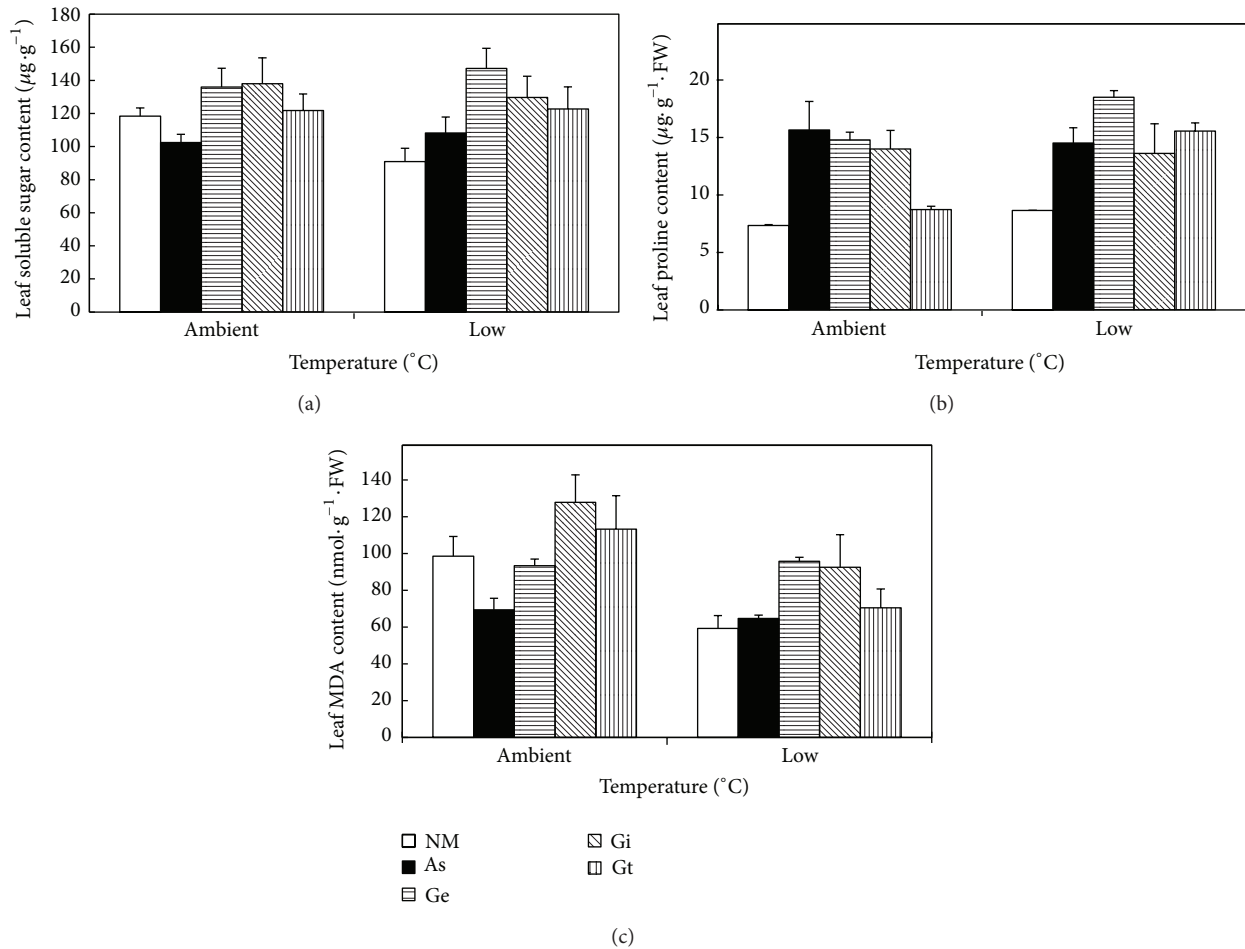 Leaf soluble sugar content (μg·g⁻¹)
180
160
140
120
100
80
60
40
20
0
Ambient
Low
Temperature (°C)
(a)
Leaf proline content (μg·g⁻¹·FW)
20
15
10
5
0
Ambient
Low
Temperature (°C)
(b)
Leaf MDA content (nmol·g⁻¹·FW)
140
120
100
80
60
40
20
0
Ambient
Low
Temperature (°C)
NM
As
Ge
Gi
Gt
(c)